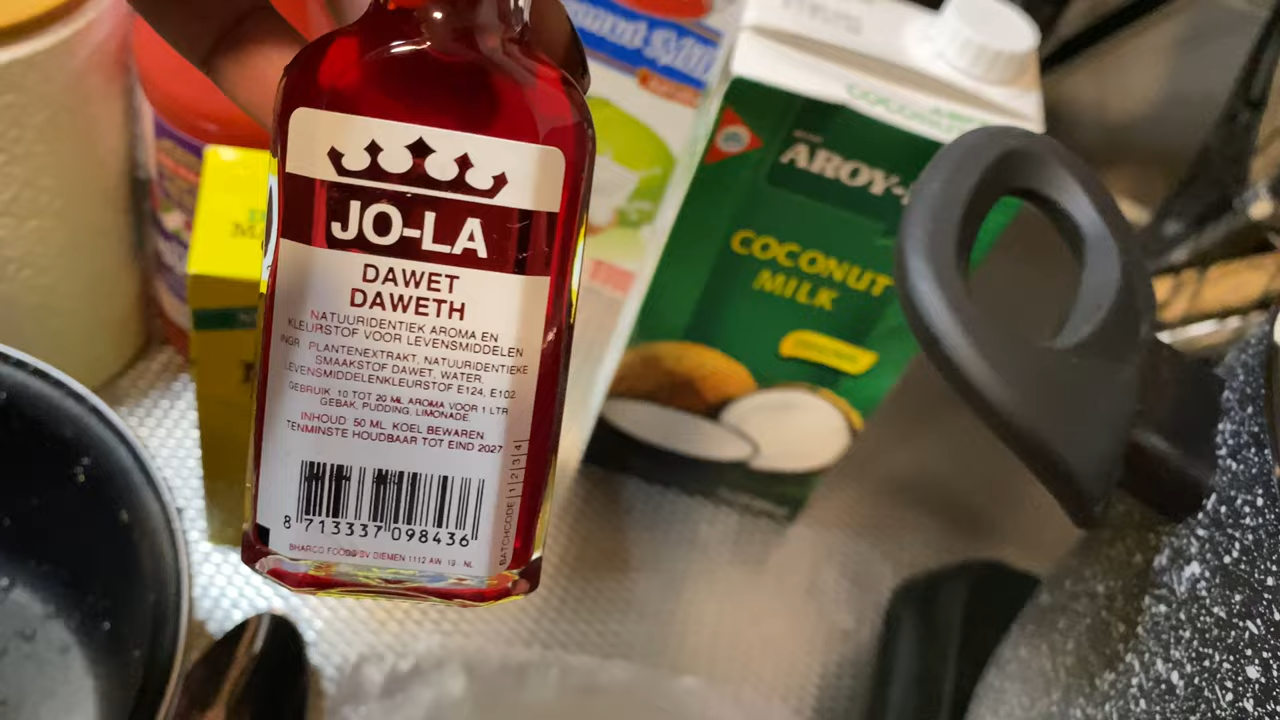 JO-LA
DAWET
DAWETH
NATUURIDENTIEK AROMA EN
KLEURSTOF VOOR LEVENSMIDDELEN
INGR PLANTENEXTRAKT, NATUURIDENTIEKE
SMAAKSTOF DAWET, WATER,
LEVENSMIDDELENKLEURSTOF E124, E102
GEBRUIK: 10 TOT 20 ML AROMA VOOR 1 LTR
GEBAK, PUDDING, LIMONADE.
INHOUD: 50 ML. KOEL BEWAREN
TENMINSTE HOUDBAAR TOT EIND 2027
BATCHCODE 1 2 3 4
8 713337 098436
BHARCO FOODS BV DIEMEN 1112 AW 19 NL
AROY-
COCONUT
MILK